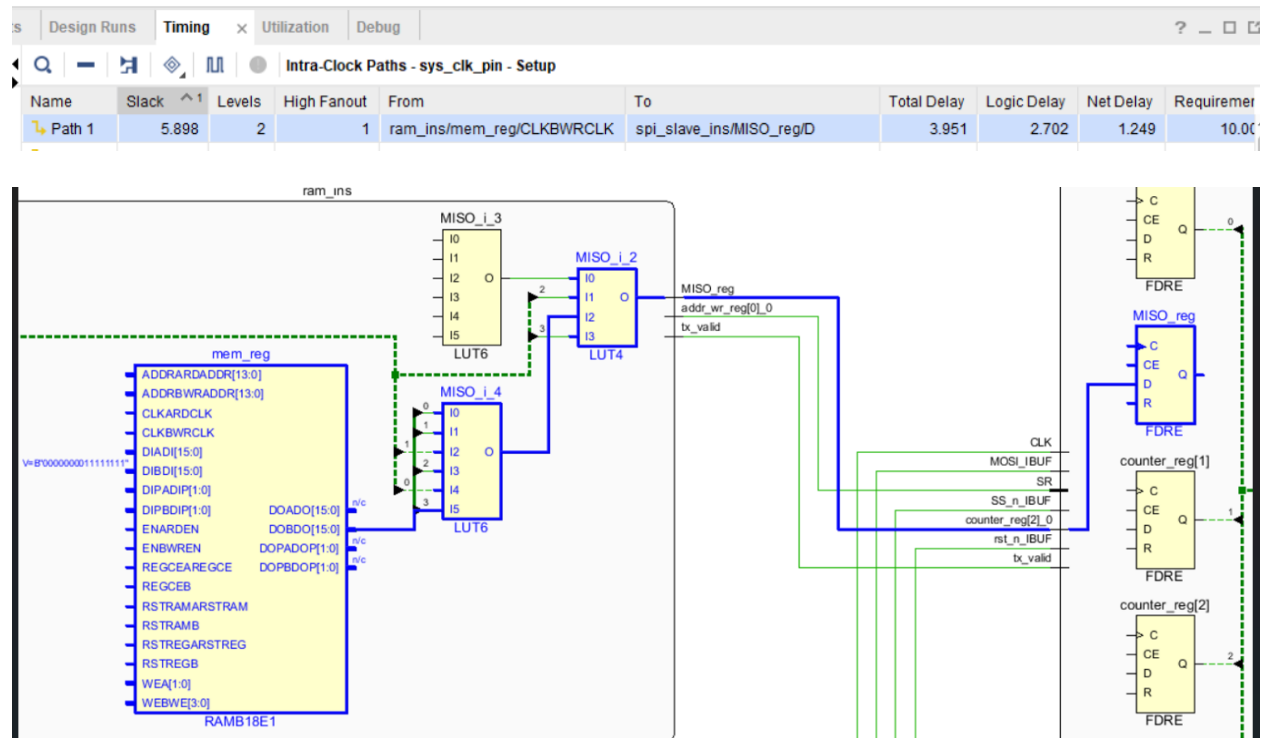 s Design Runs Timing × Utilization Debug ?
Intra-Clock Paths - sys_clk_pin - Setup
Name Slack 1 Levels High Fanout From To Total Delay Logic Delay Net Delay Requiremer
Path 1 5.898 2 1 ram_ins/mem_reg/CLKBWRCLK spi_slave_ins/MISO_reg/D 3.951 2.702 1.249 10.00
ram_ins
MISO_i_3
I0
I1
I2 O
I3
I4
I5
LUT6
MISO_i_2
I0
2 I1 O
I2
3 I3
LUT4
MISO_reg
addr_wr_reg[0]_0
tx_valid
mem_reg
ADDRARDADDR[13:0]
ADDRBWRADDR[13:0]
CLKARDCLK
CLKBWRCLK
DIADI[15:0]
V=B"0000000011111111" DIBDI[15:0]
DIPADIP[1:0]
DIPBDIP[1:0] DOADO[15:0] n/c
ENARDEN DOBDO[15:0]
ENBWREN DOPADOP[1:0] n/c
REGCEAREGCE DOPBDOP[1:0] n/c
REGCEB
RSTRAMARSTRAM
RSTRAMB
RSTREGARSTREG
RSTREGB
WEA[1:0]
WEBWE[3:0]
RAMB18E1
MISO_i_4
0 I0
1 I1
1 I2 O
2 I3
0 I4
3 I5
LUT6
C
CE Q 0
D
R
FDRE
MISO_reg
C
CE
D Q
R
FDRE
CLK
MOSI_IBUF
SR
SS_n_IBUF
counter_reg[2]_0
rst_n_IBUF
tx_valid
counter_reg[1]
C
CE Q 1
D
R
FDRE
counter_reg[2]
C
CE Q 2
D
R
FDRE